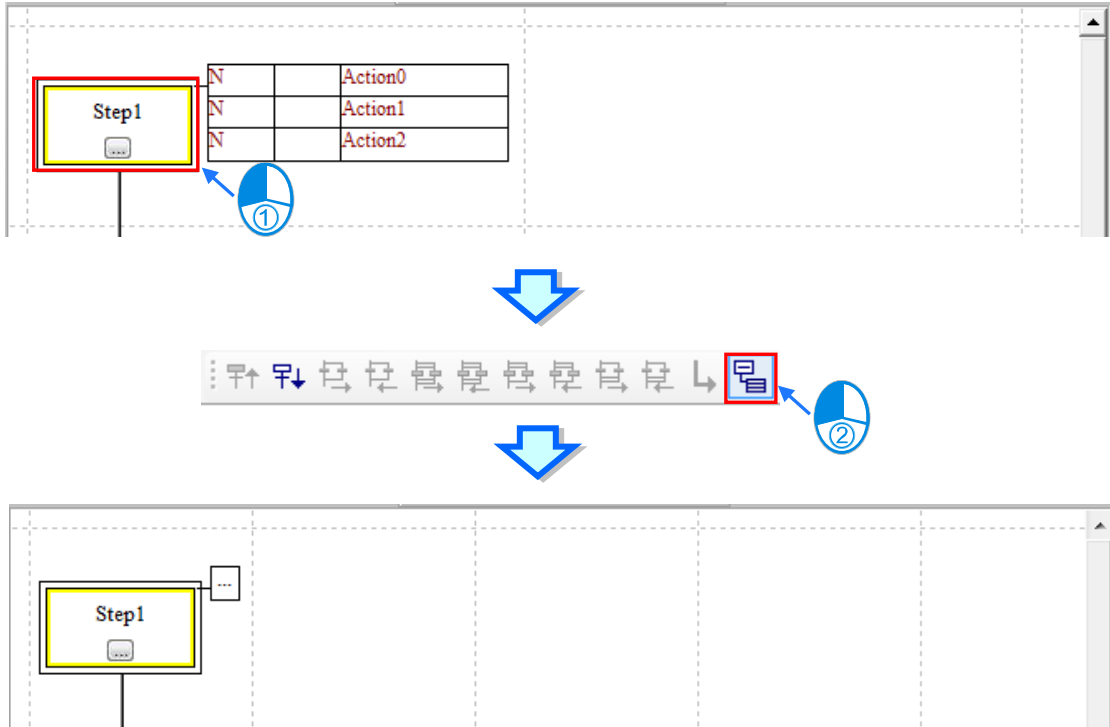 N Action0
Step1 N Action1
... N Action2
①
②
...
Step1
...